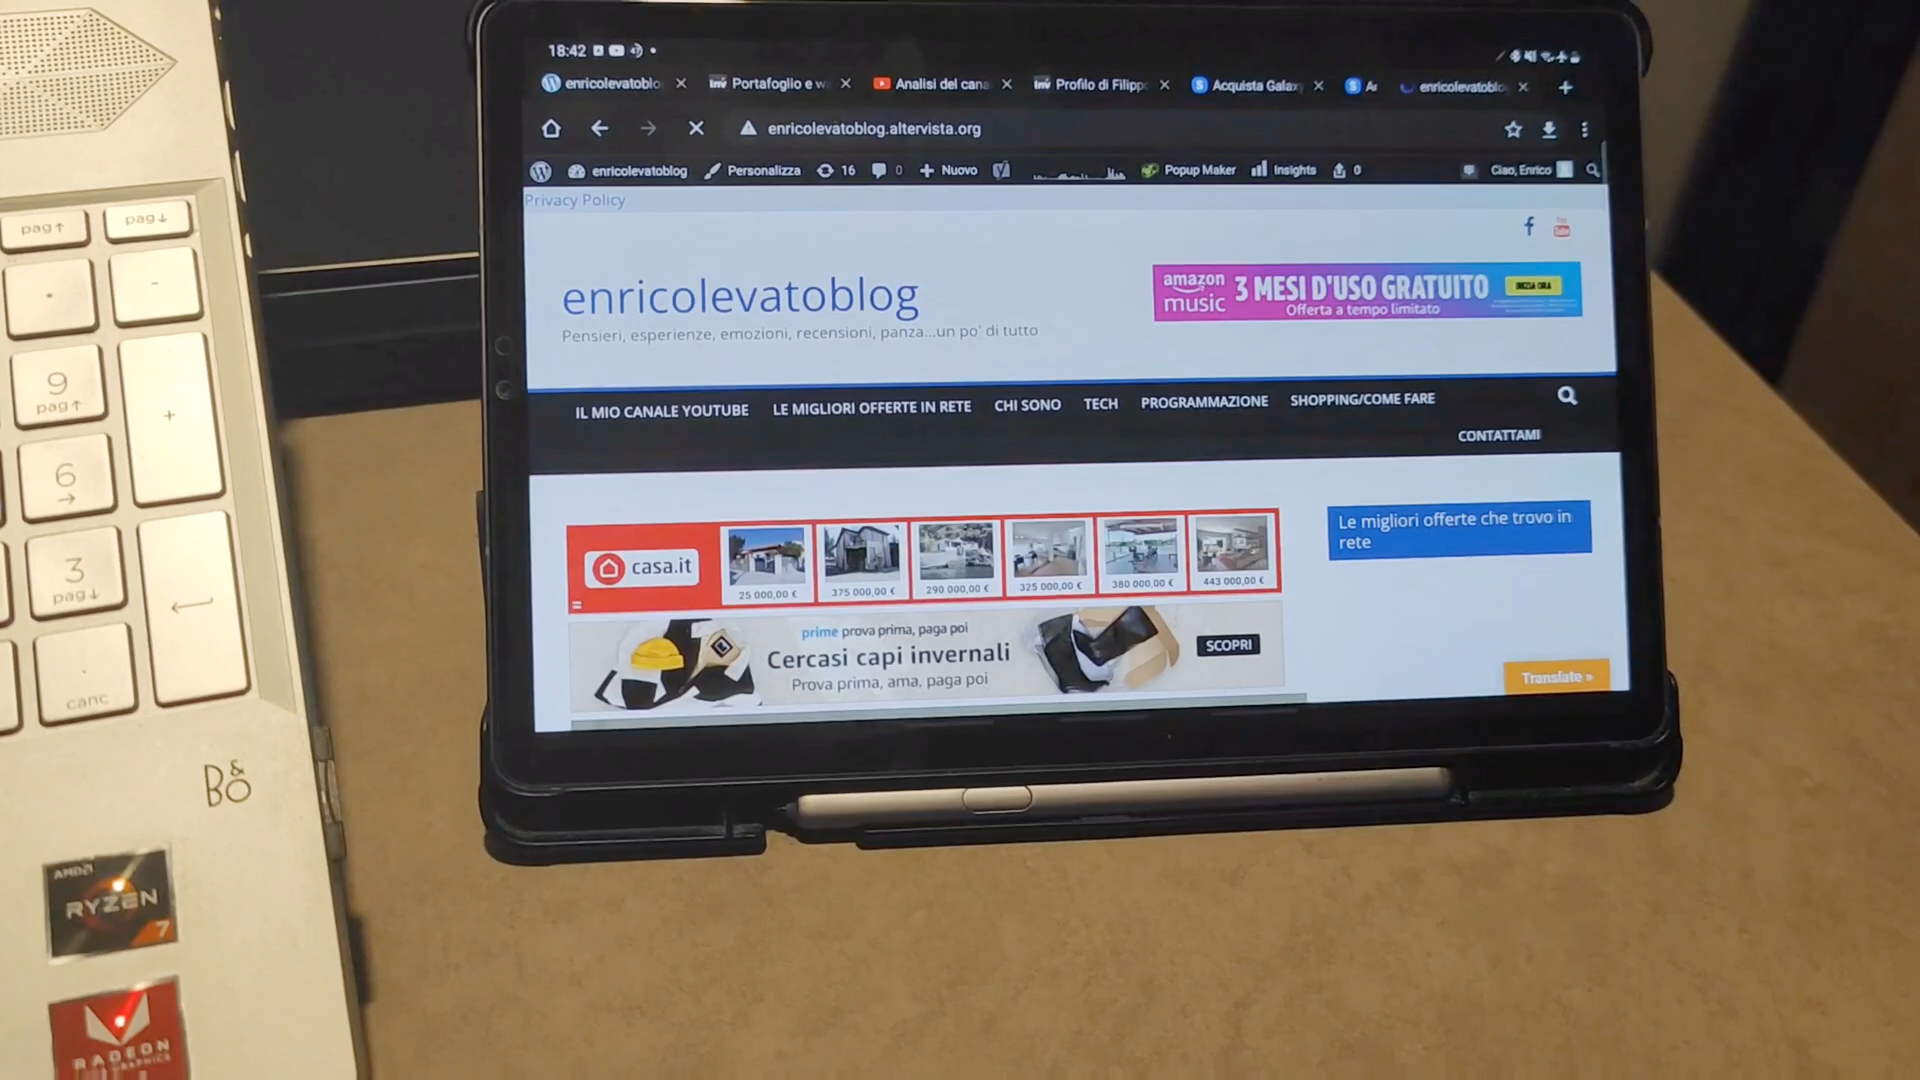 18:42
enricolevatoblo
Portafoglio e w
Analisi del cana
Profilo di Filippo
Acquista Galaxy
enricolevatoblo
enricolevatoblog.altervista.org
enricolevatoblog
Personalizza
16
0
Nuovo
Popup Maker
Insights
0
Ciao, Enrico
Privacy Policy
enricolevatoblog
Pensieri, esperienze, emozioni, recensioni, panza...un po' di tutto
amazon music
3 MESI D'USO GRATUITO
Offerta a tempo limitato
INIZIA ORA
IL MIO CANALE YOUTUBE
LE MIGLIORI OFFERTE IN RETE
CHI SONO
TECH
PROGRAMMAZIONE
SHOPPING/COME FARE
CONTATTAMI
casa.it
25 000,00 €
375 000,00 €
290 000,00 €
325 000,00 €
380 000,00 €
443 000,00 €
Le migliori offerte che trovo in
rete
prime prova prima, paga poi
Cercasi capi invernali
Prova prima, ama, paga poi
SCOPRI
Translate »
pag↑
pag↓
.
-
9
pag↑
+
6
→
3
pag↓
.
canc
B&O
AMD
RYZEN
7
RADEON
GRAPHICS